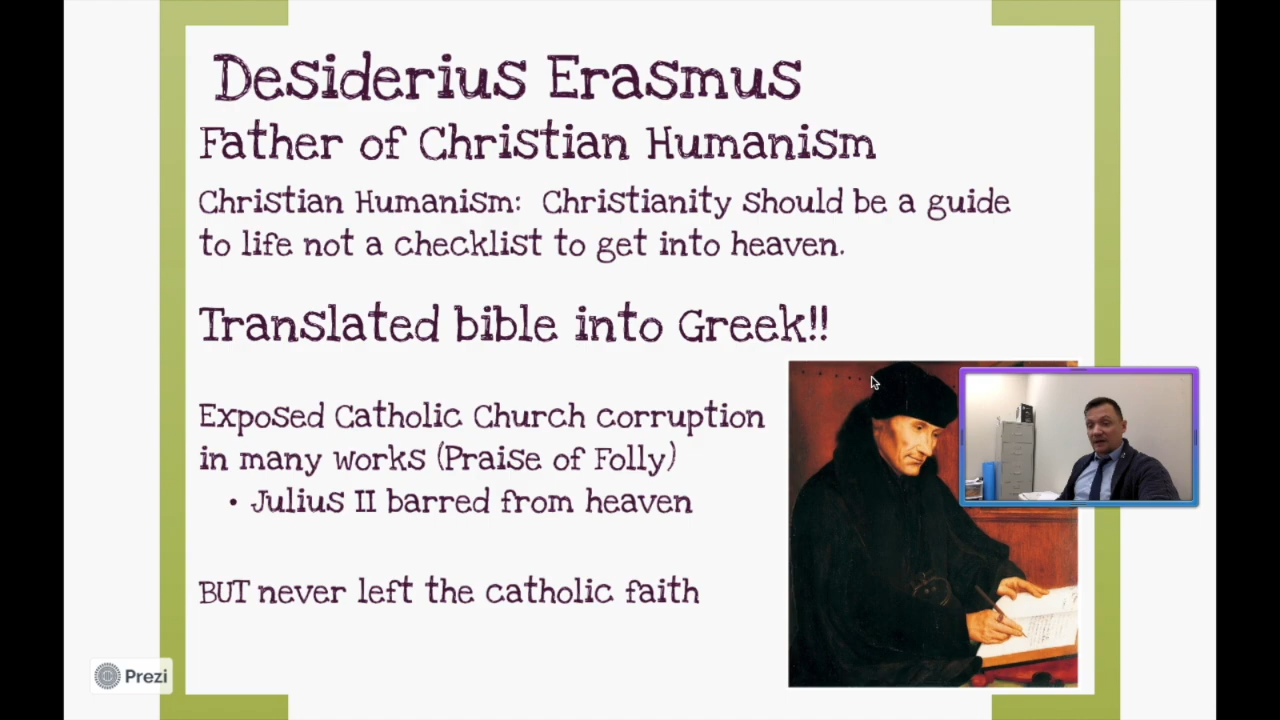 Desiderius Erasmus
Father of Christian Humanism
Christian Humanism: Christianity should be a guide
to life not a checklist to get into heaven.
Translated bible into Greek!!
Exposed Catholic Church corruption
in many works (Praise of Folly)
• Julius II barred from heaven
BUT never left the catholic faith
Prezi